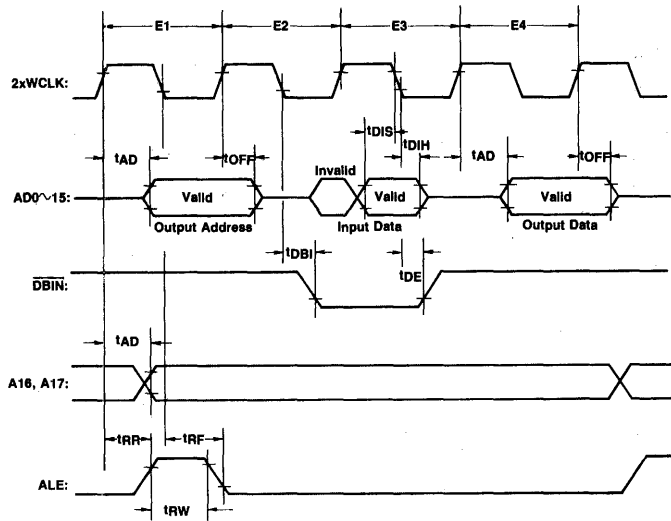 E1 E2 E3 E4
2xWCLK:
tDIS
tDIH
tAD tOFF tAD tOFF
Invalid
AD0～15: Valid Valid Valid
Output Address Input Data Output Data
tDBI tDE
DBIN:
tAD
A16, A17:
tRR tRF
ALE:
tRW